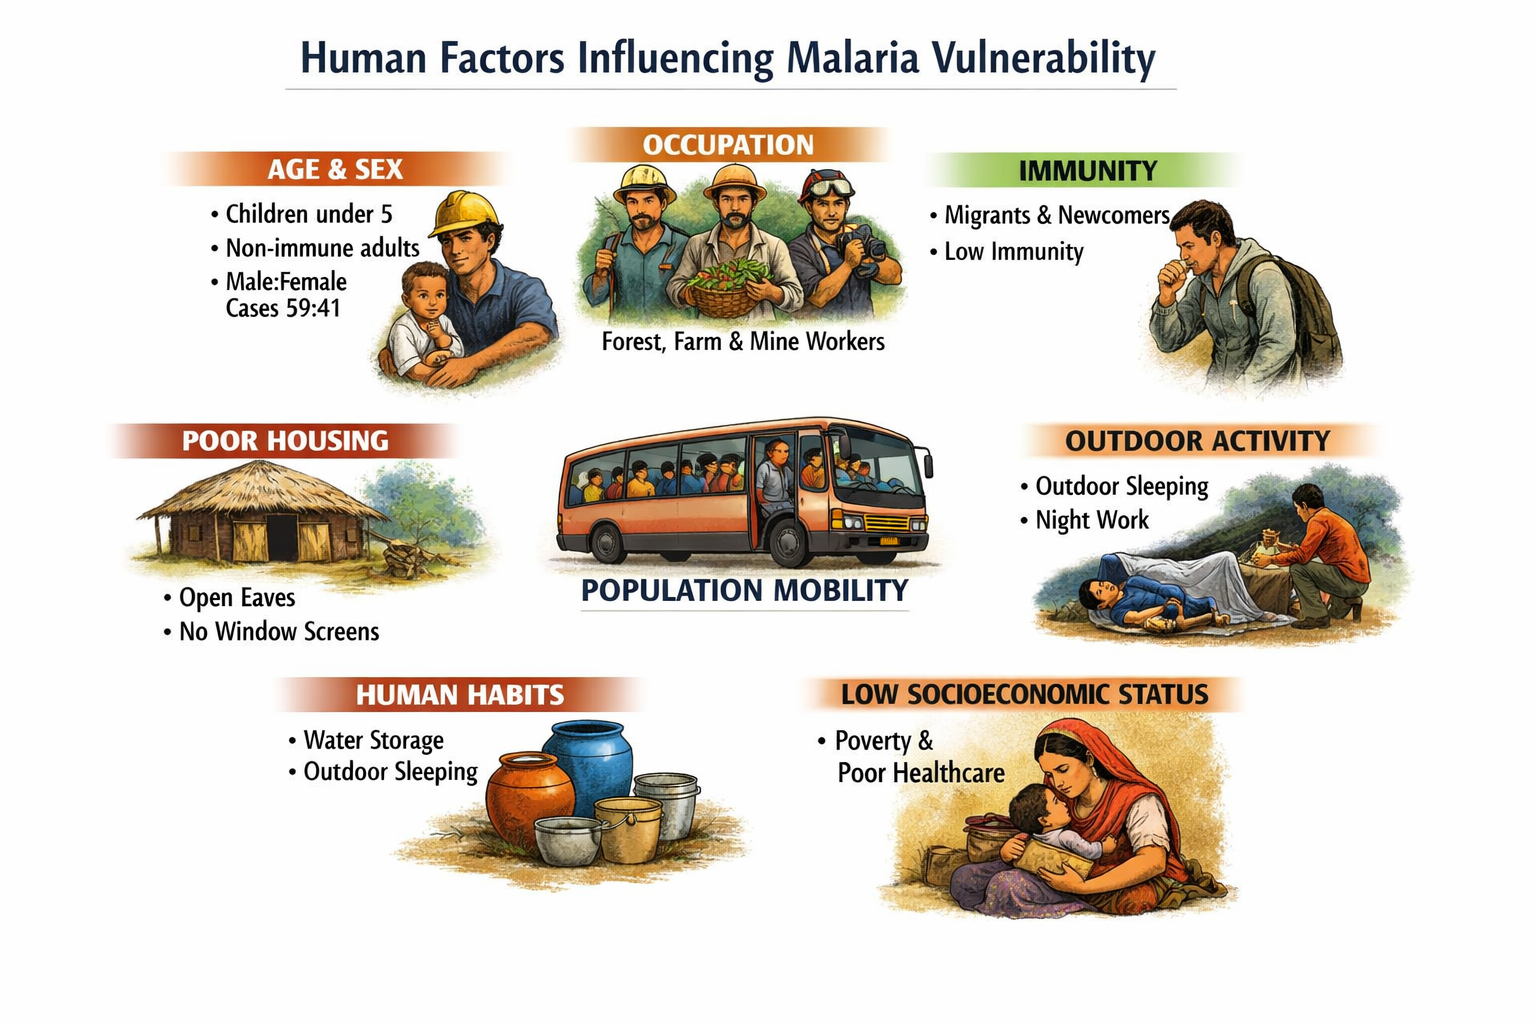 Human Factors Influencing Malaria Vulnerability
AGE & SEX
• Children under 5
• Non-immune adults
• Male:Female
Cases 59:41
OCCUPATION
Forest, Farm & Mine Workers
IMMUNITY
• Migrants & Newcomers
• Low Immunity
POOR HOUSING
• Open Eaves
• No Window Screens
POPULATION MOBILITY
OUTDOOR ACTIVITY
• Outdoor Sleeping
• Night Work
HUMAN HABITS
• Water Storage
• Outdoor Sleeping
LOW SOCIOECONOMIC STATUS
• Poverty &
Poor Healthcare